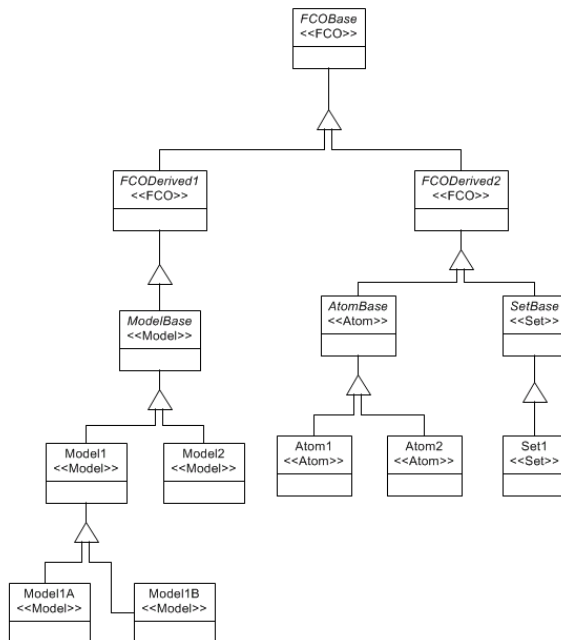 FCOBase
<<FCO>>
FCODerived1
<<FCO>>
FCODerived2
<<FCO>>
ModelBase
<<Model>>
AtomBase
<<Atom>>
SetBase
<<Set>>
Model1
<<Model>>
Model2
<<Model>>
Atom1
<<Atom>>
Atom2
<<Atom>>
Set1
<<Set>>
Model1A
<<Model>>
Model1B
<<Model>>